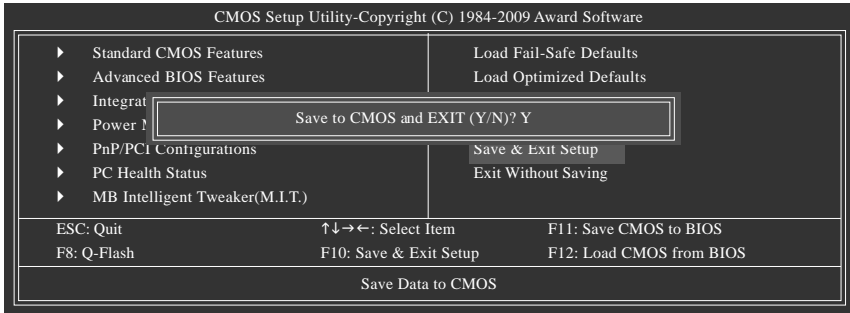 CMOS Setup Utility-Copyright (C) 1984-2009 Award Software
Standard CMOS Features
Advanced BIOS Features
Integrat
Power
PnP/PCI Configurations
PC Health Status
MB Intelligent Tweaker(M.I.T.)
Load Fail-Safe Defaults
Load Optimized Defaults
Save & Exit Setup
Exit Without Saving
Save to CMOS and EXIT (Y/N)? Y
ESC: Quit ↑↓→←: Select Item F11: Save CMOS to BIOS
F8: Q-Flash F10: Save & Exit Setup F12: Load CMOS from BIOS
Save Data to CMOS